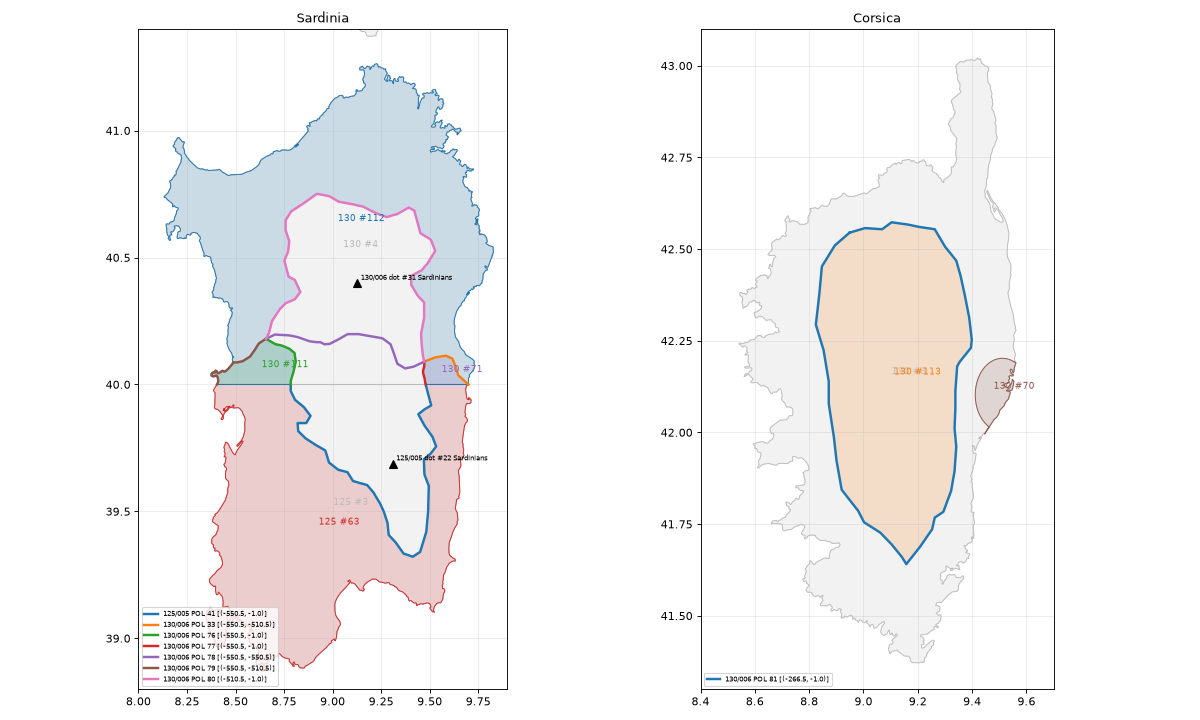 Sardinia
41.0
40.5
40.0
39.5
39.0
130 #112
130 #4
130/006 dot #31 Sardinians
130 #111
130 #71
125/005 dot #22 Sardinians
125 #3
125 #63
125/005 POL 41 [(-550.5, -1.0)]
130/006 POL 33 [(-550.5, -510.5)]
130/006 POL 76 [(-550.5, -1.0)]
130/006 POL 77 [(-550.5, -1.0)]
130/006 POL 78 [(-550.5, -550.5)]
130/006 POL 79 [(-550.5, -510.5)]
130/006 POL 80 [(-510.5, -1.0)]
8.00 8.25 8.50 8.75 9.00 9.25 9.50 9.75
Corsica
43.00
42.75
42.50
42.25
42.00
41.75
41.50
130 #113
130 #70
130/006 POL 81 [(-266.5, -1.0)]
8.4 8.6 8.8 9.0 9.2 9.4 9.6